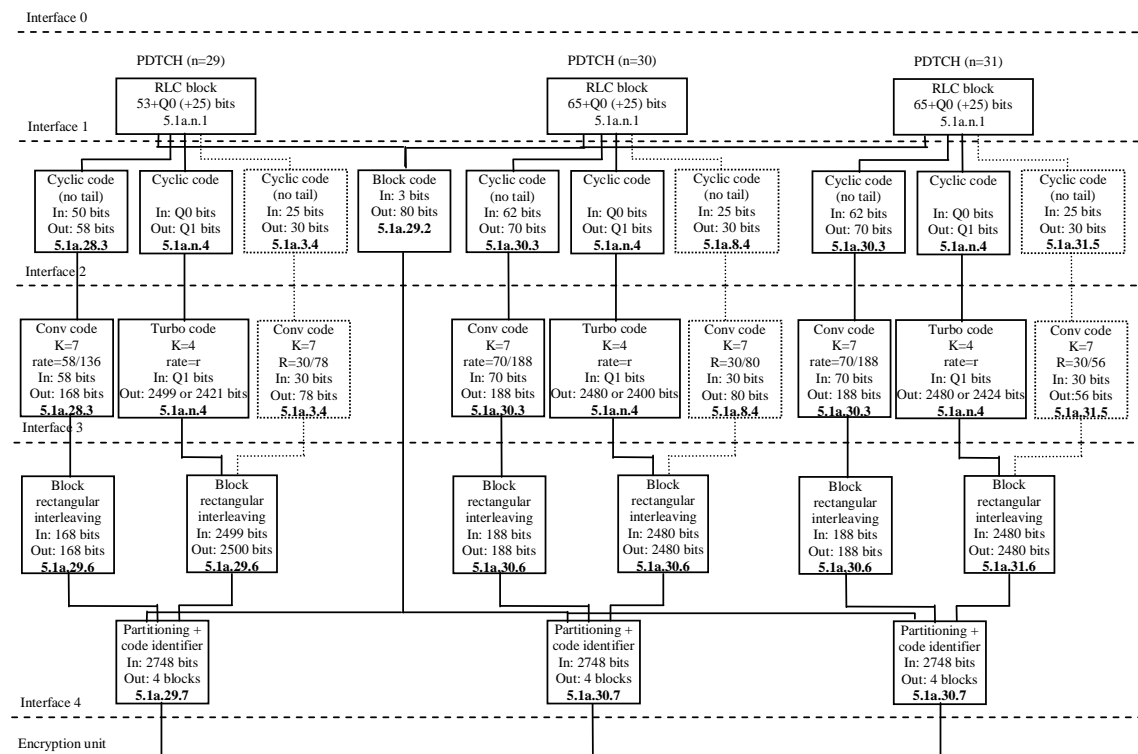 Interface 0
PDTCH (n=29)
PDTCH (n=30)
PDTCH (n=31)
RLC block
53+Q0 (+25) bits
5.1a.n.1
RLC block
65+Q0 (+25) bits
5.1a.n.1
RLC block
65+Q0 (+25) bits
5.1a.n.1
Interface 1
Cyclic code
(no tail)
In: 50 bits
Out: 58 bits
5.1a.28.3
Cyclic code
In: Q0 bits
Out: Q1 bits
5.1a.n.4
Cyclic code
(no tail)
In: 25 bits
Out: 30 bits
5.1a.3.4
Block code
In: 3 bits
Out: 80 bits
5.1a.29.2
Cyclic code
(no tail)
In: 62 bits
Out: 70 bits
5.1a.30.3
Cyclic code
In: Q0 bits
Out: Q1 bits
5.1a.n.4
Cyclic code
(no tail)
In: 25 bits
Out: 30 bits
5.1a.8.4
Cyclic code
(no tail)
In: 62 bits
Out: 70 bits
5.1a.30.3
Cyclic code
In: Q0 bits
Out: Q1 bits
5.1a.n.4
Cyclic code
(no tail)
In: 25 bits
Out: 30 bits
5.1a.31.5
Interface 2
Conv code
K=7
rate=58/136
In: 58 bits
Out: 168 bits
5.1a.28.3
Turbo code
K=4
rate=r
In: Q1 bits
Out: 2499 or 2421 bits
5.1a.n.4
Conv code
K=7
R=30/78
In: 30 bits
Out: 78 bits
5.1a.3.4
Conv code
K=7
rate=70/188
In: 70 bits
Out: 188 bits
5.1a.30.3
Turbo code
K=4
rate=r
In: Q1 bits
Out: 2480 or 2400 bits
5.1a.n.4
Conv code
K=7
R=30/80
In: 30 bits
Out: 80 bits
5.1a.8.4
Conv code
K=7
rate=70/188
In: 70 bits
Out: 188 bits
5.1a.30.3
Turbo code
K=4
rate=r
In: Q1 bits
Out: 2480 or 2424 bits
5.1a.n.4
Conv code
K=7
R=30/56
In: 30 bits
Out:56 bits
5.1a.31.5
Interface 3
Block
rectangular
interleaving
In: 168 bits
Out: 168 bits
5.1a.29.6
Block
rectangular
interleaving
In: 2499 bits
Out: 2500 bits
5.1a.29.6
Block
rectangular
interleaving
In: 188 bits
Out: 188 bits
5.1a.30.6
Block
rectangular
interleaving
In: 2480 bits
Out: 2480 bits
5.1a.30.6
Block
rectangular
interleaving
In: 188 bits
Out: 188 bits
5.1a.30.6
Block
rectangular
interleaving
In: 2480 bits
Out: 2480 bits
5.1a.31.6
Partitioning +
code identifier
In: 2748 bits
Out: 4 blocks
5.1a.29.7
Partitioning +
code identifier
In: 2748 bits
Out: 4 blocks
5.1a.30.7
Partitioning +
code identifier
In: 2748 bits
Out: 4 blocks
5.1a.30.7
Interface 4
Encryption unit